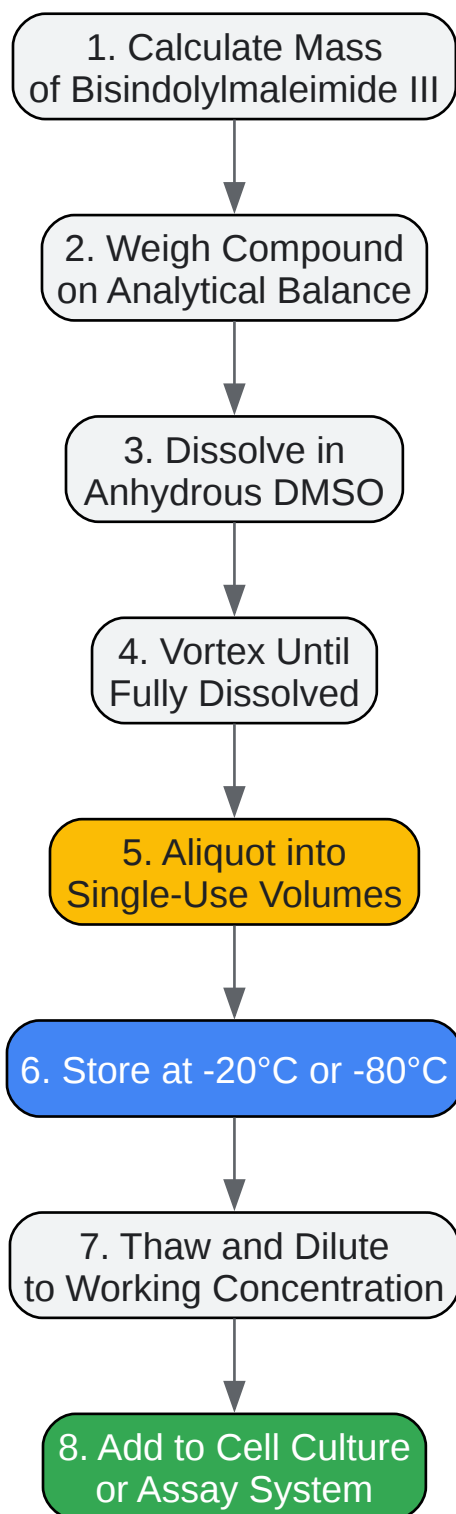 1. Calculate Mass
of Bisindolylmaleimide III
2. Weigh Compound
on Analytical Balance
3. Dissolve in
Anhydrous DMSO
4. Vortex Until
Fully Dissolved
5. Aliquot into
Single-Use Volumes
6. Store at -20°C or -80°C
7. Thaw and Dilute
to Working Concentration
8. Add to Cell Culture
or Assay System